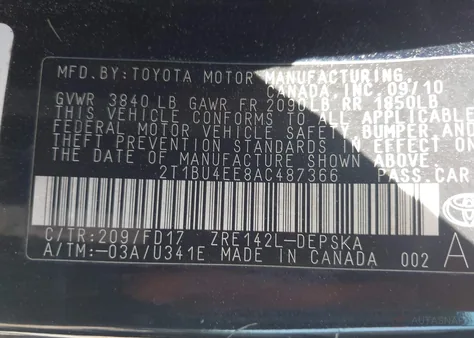 MFD.BY:TOYOTA MOTOR MANUFACTURING
CANADA, INC. 09/10
GVWR 3840 LB GAWR FR 2090LB RR 1850LB
THIS VEHICLE CONFORMS TO ALL APPLICABLE
FEDERAL MOTOR VEHICLE SAFETY, BUMPER, AND
THEFT PREVENTION STANDARDS IN EFFECT ON
THE DATE OF MANUFACTURE SHOWN ABOVE.
2T1BU4EE8AC487366 PASS.CAR
C/TR:209/FD17 ZRE142L-DEPSKA
A/TM:-03A/U341E MADE IN CANADA 002 A
TOYOTA